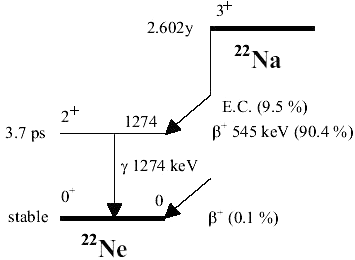 3+
2.602y
22Na
E.C. (9.5 %)
2+
1274
β+ 545 keV (90.4 %)
3.7 ps
γ 1274 keV
0+
0
stable
β+ (0.1 %)
22Ne